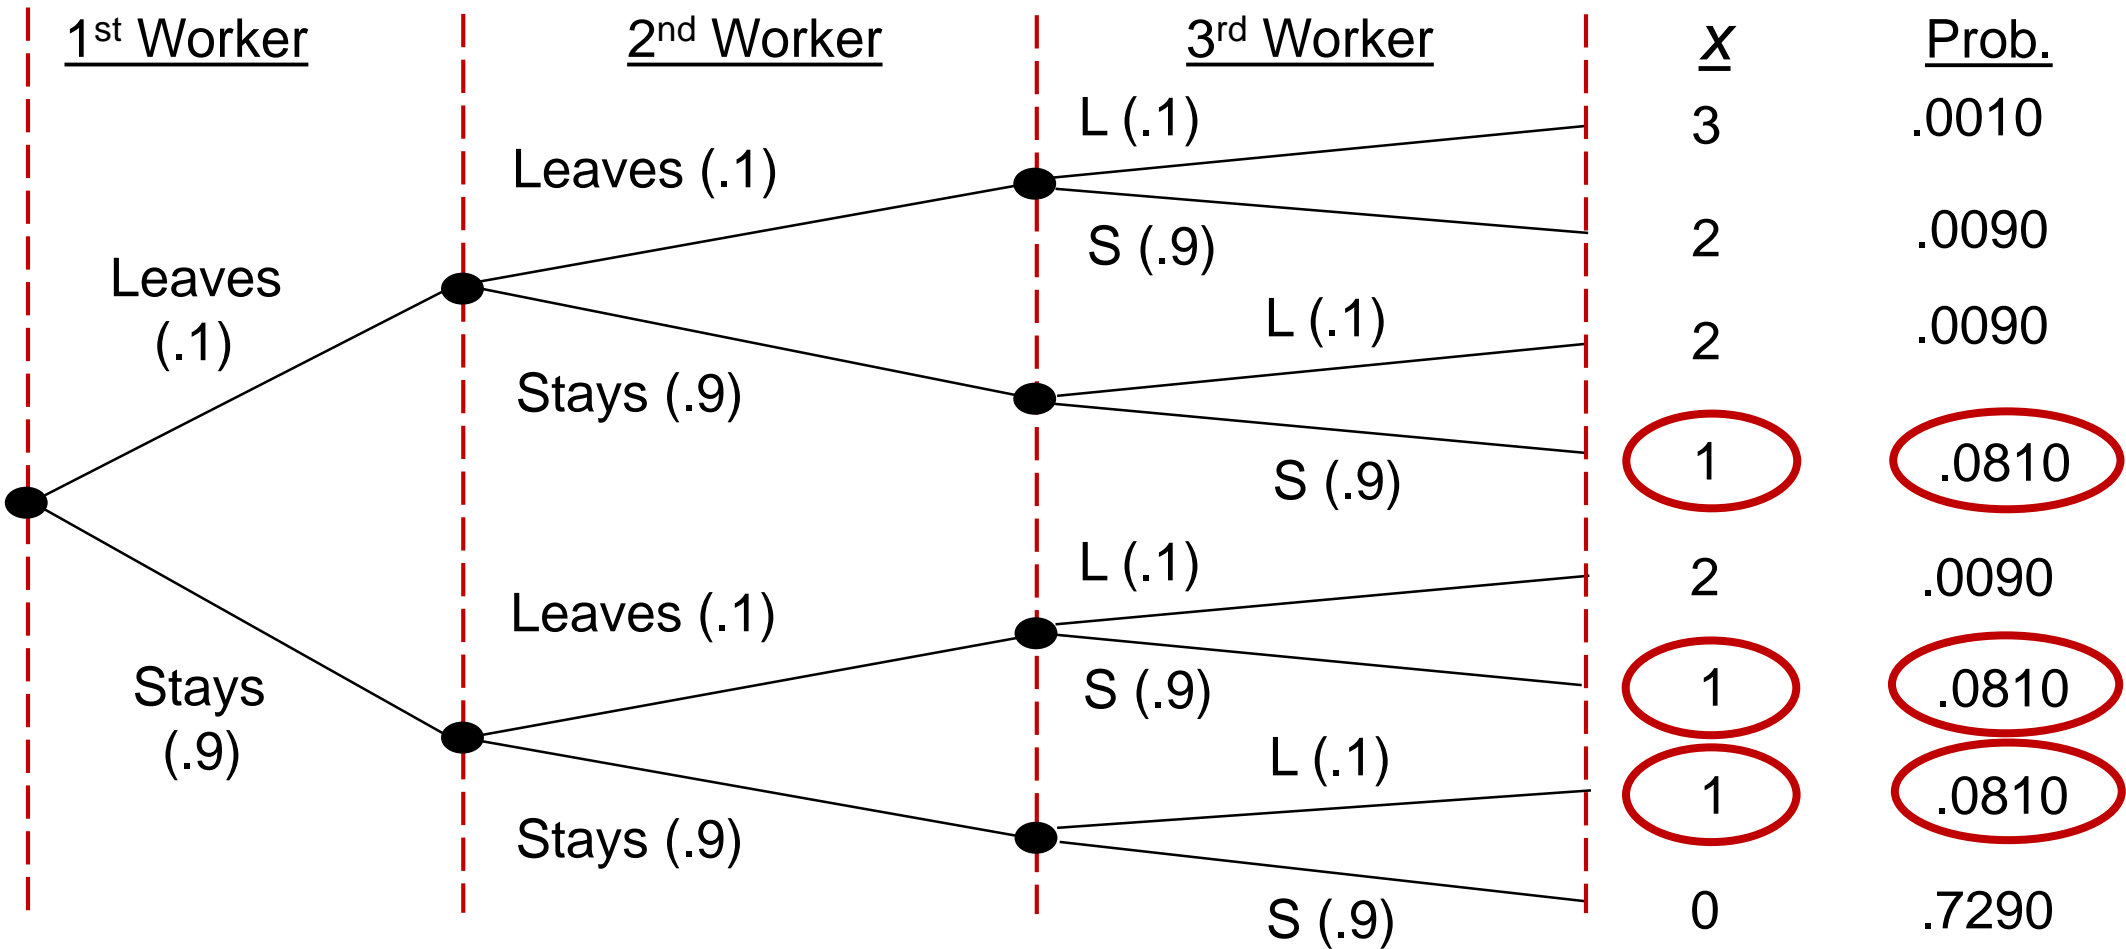 1st Worker 2nd Worker 3rd Worker x Prob.
L (.1) 3 .0010
Leaves (.1)
S (.9) 2 .0090
Leaves
(.1)
L (.1) 2 .0090
Stays (.9)
S (.9) 1 .0810
L (.1) 2 .0090
Leaves (.1)
S (.9) 1 .0810
Stays
(.9)
L (.1) 1 .0810
Stays (.9)
S (.9) 0 .7290